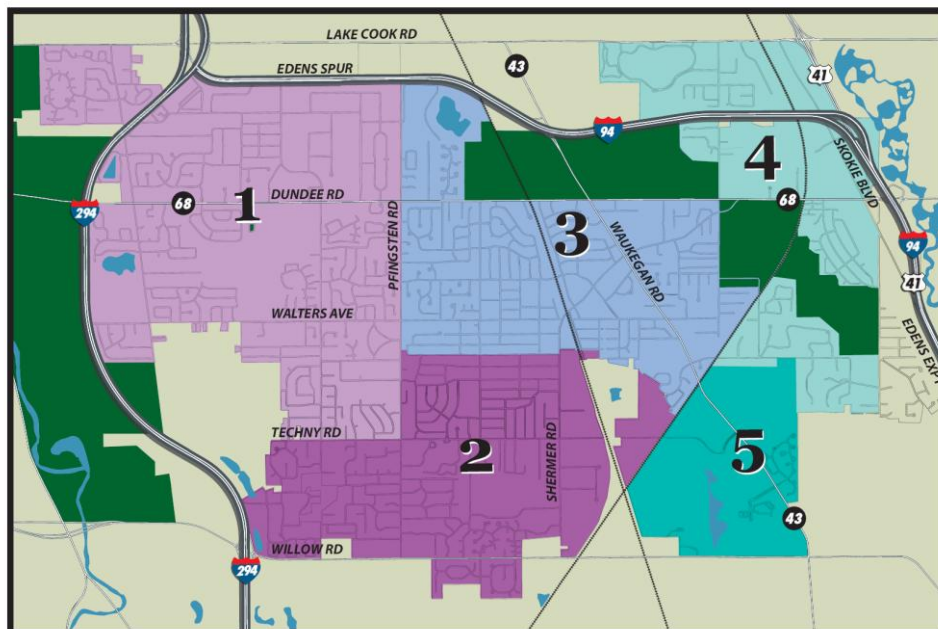 LAKE COOK RD
EDENS SPUR
43
41
94
4
SKOKIE BLVD
DUNDEE RD
68
1
68
294
PFINGSTEN RD
3
WAUKEGAN RD
94
41
WALTERS AVE
EDENS EXPY
TECHNY RD
2
SHERMER RD
5
43
WILLOW RD
294